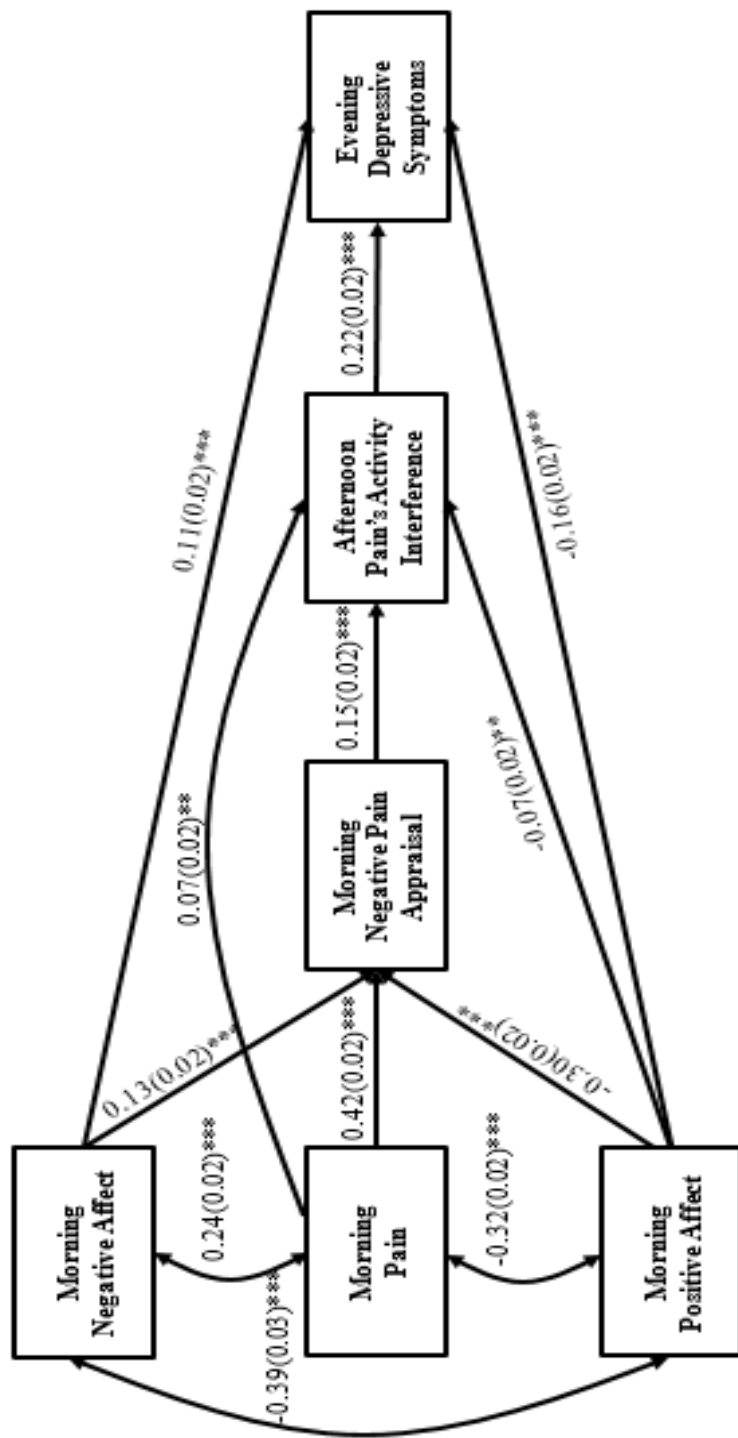 Morning
Negative Affect
Morning
Pain
Morning
Positive Affect
-0.39(0.03)***
0.24(0.02)***
-0.32(0.02)***
0.13(0.02)***
0.42(0.02)***
-0.30(0.02)***
Morning
Negative Pain
Appraisal
0.07(0.02)**
0.15(0.02)***
-0.07(0.02)**
Afternoon
Pain's Activity
Interference
0.11(0.02)***
0.22(0.02)***
-0.16(0.02)***
Evening
Depressive
Symptoms